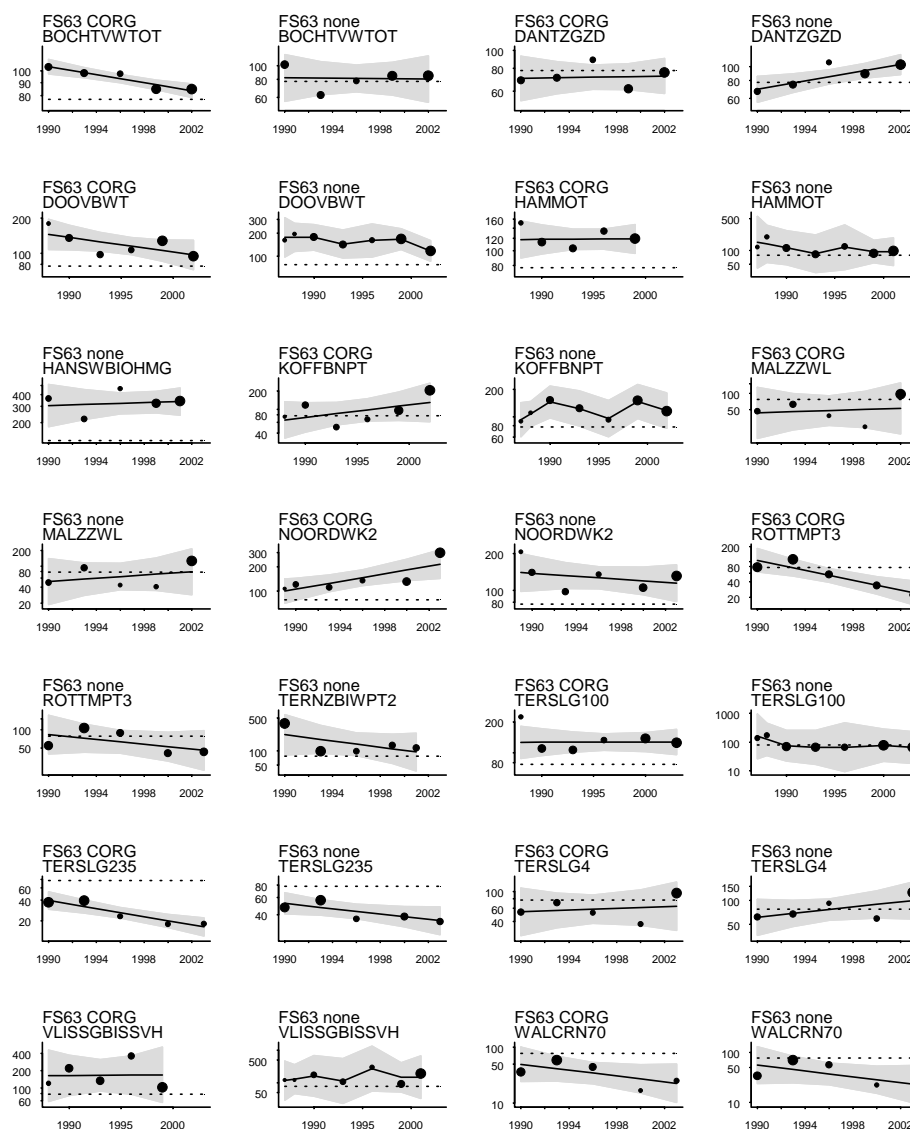 FS63 CORG
BOCHTVWTOT
100
90
80
1990 1994 1998 2002
FS63 none
BOCHTVWTOT
100
80
60
1990 1994 1998 2002
FS63 CORG
DANTZGZD
100
80
60
1990 1994 1998 2002
FS63 none
DANTZGZD
100
80
60
1990 1994 1998 2002
FS63 CORG
DOOVBWT
200
100
80
1990 1995 2000
FS63 none
DOOVBWT
300
200
100
1990 1995 2000
FS63 CORG
HAMMOT
160
140
120
100
80
1990 1995 2000
FS63 none
HAMMOT
500
100
50
1990 1995 2000
FS63 none
HANSWBIOHMG
400
300
200
1990 1994 1998 2002
FS63 CORG
KOFFBNPT
200
80
40
1990 1995 2000
FS63 none
KOFFBNPT
200
80
60
1990 1995 2000
FS63 CORG
MALZZWL
100
50
1990 1994 1998 2002
FS63 none
MALZZWL
200
80
40
20
1990 1994 1998 2002
FS63 CORG
NOORDWK2
300
200
100
1990 1995 2000
FS63 none
NOORDWK2
200
100
80
1990 1995 2000
FS63 CORG
ROTTMPT3
200
80
40
20
1990 1994 1998 2002
FS63 none
ROTTMPT3
100
50
1990 1994 1998 2002
FS63 none
TERNZBIWPT2
500
100
50
1990 1994 1998 2002
FS63 CORG
TERSLG100
200
100
80
1990 1995 2000
FS63 none
TERSLG100
1000
100
10
1990 1995 2000
FS63 CORG
TERSLG235
60
40
20
1990 1994 1998 2002
FS63 none
TERSLG235
80
60
40
1990 1994 1998 2002
FS63 CORG
TERSLG4
100
60
40
1990 1994 1998 2002
FS63 none
TERSLG4
150
100
50
1990 1994 1998 2002
FS63 CORG
VLISSGBISSVH
400
200
100
60
1990 1995 2000
FS63 none
VLISSGBISSVH
500
50
1990 1995 2000
FS63 CORG
WALCRN70
100
50
10
1990 1994 1998 2002
FS63 none
WALCRN70
100
50
10
1990 1994 1998 2002